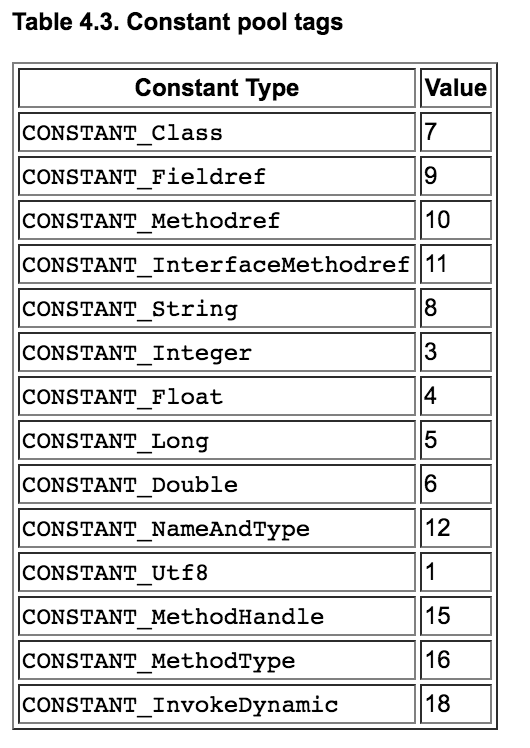 Table 4.3. Constant pool tags
Constant Type Value
CONSTANT_Class 7
CONSTANT_Fieldref 9
CONSTANT_Methodref 10
CONSTANT_InterfaceMethodref 11
CONSTANT_String 8
CONSTANT_Integer 3
CONSTANT_Float 4
CONSTANT_Long 5
CONSTANT_Double 6
CONSTANT_NameAndType 12
CONSTANT_Utf8 1
CONSTANT_MethodHandle 15
CONSTANT_MethodType 16
CONSTANT_InvokeDynamic 18